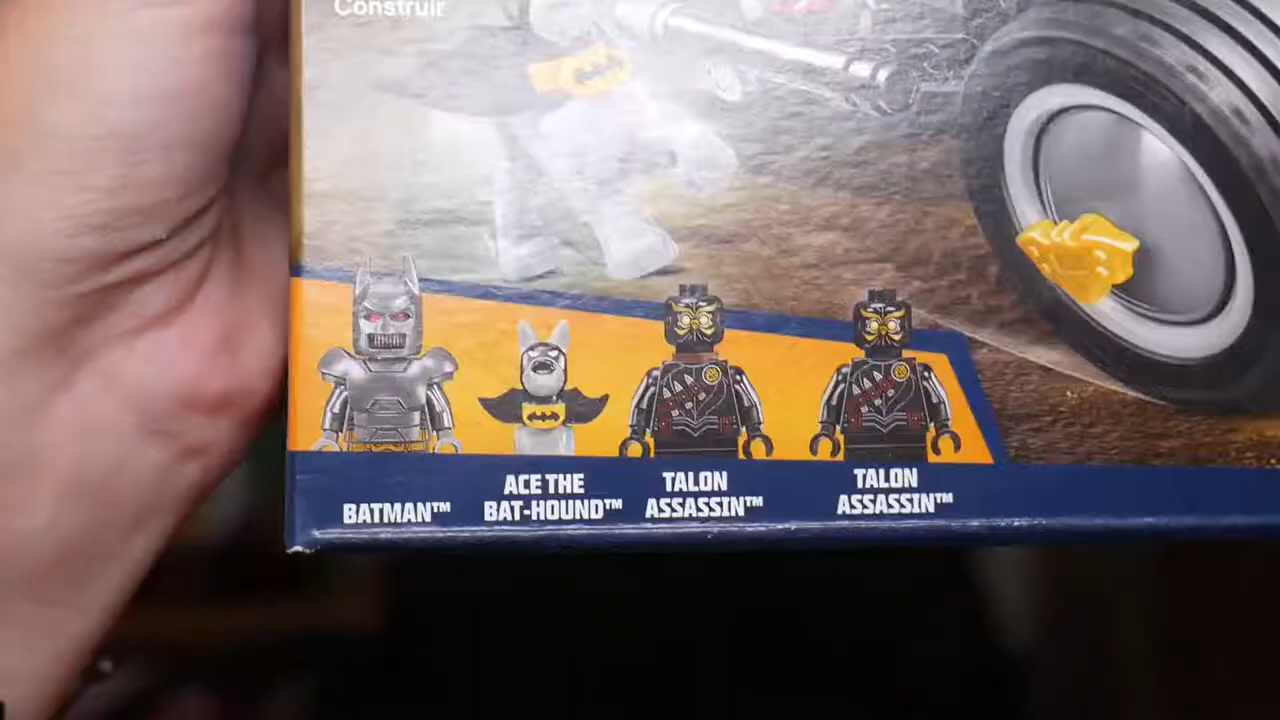 Construir
BATMAN™
ACE THE
BAT-HOUND™
TALON
ASSASSIN™
TALON
ASSASSIN™